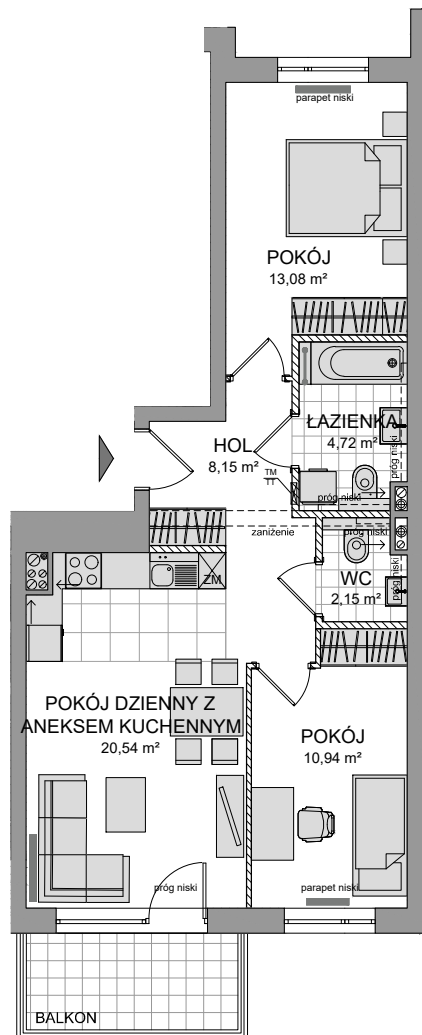 parapet niski
POKÓJ
13,08 m²
ŁAZIENKA
4,72 m²
próg niski
HOL
8,15 m²
TM
TT
próg niski
zaniżenie
próg niski
WC
2,15 m²
próg niski
ZM
POKÓJ DZIENNY Z
ANEKSEM KUCHENNYM
20,54 m²
POKÓJ
10,94 m²
próg niski
parapet niski
BALKON